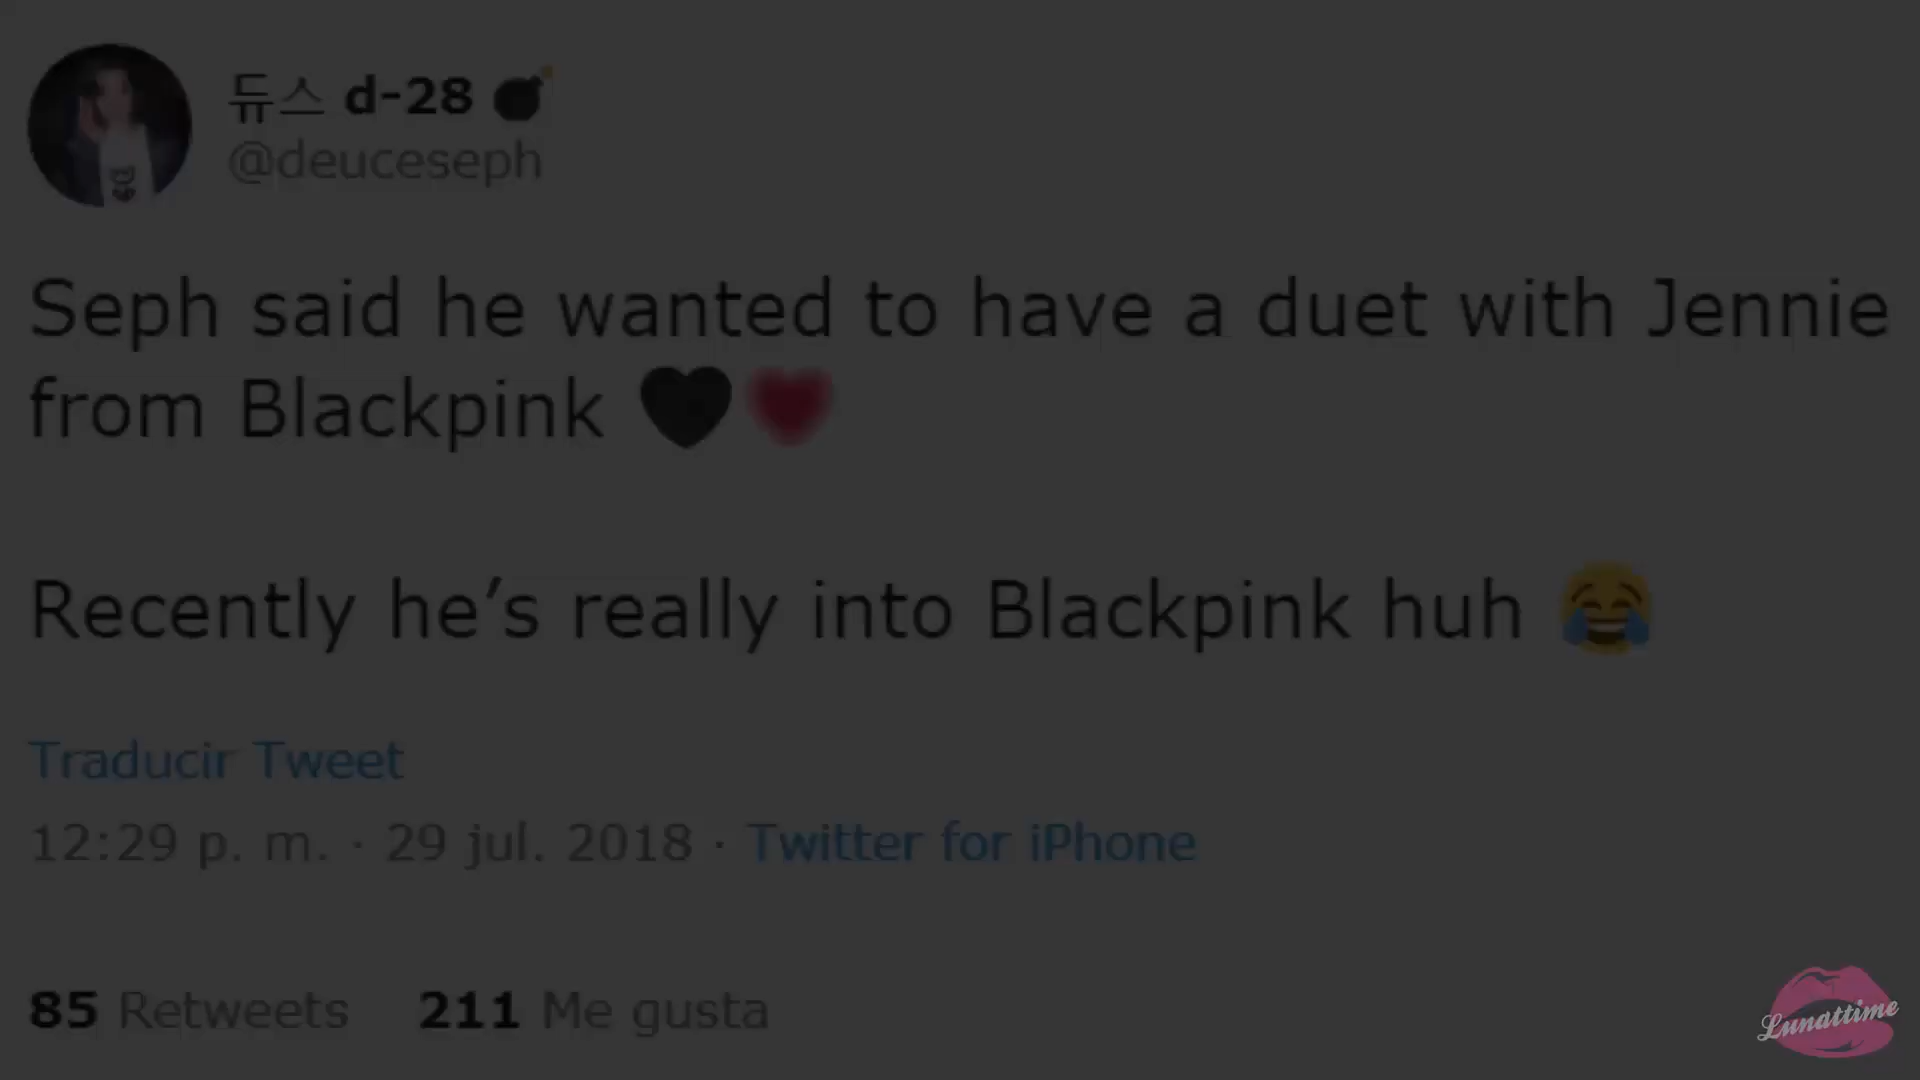 듀스 d-28 💣
@deuceseph
Seph said he wanted to have a duet with Jennie
from Blackpink 🖤❤️
Recently he’s really into Blackpink huh 😂
Traducir Tweet
12:29 p. m. · 29 jul. 2018 · Twitter for iPhone
85 Retweets 211 Me gusta
Lunattime